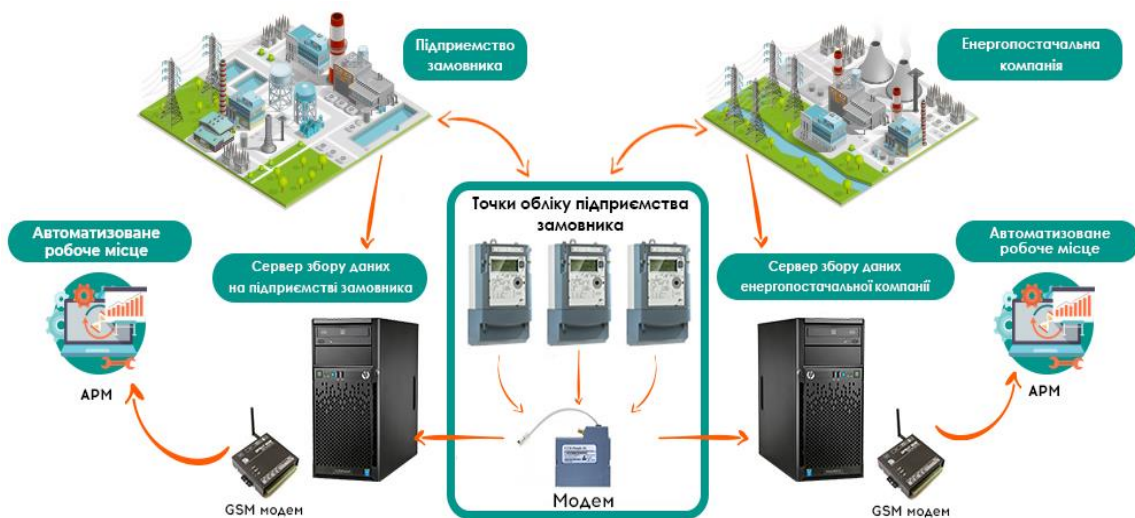 Підприемство
замовника
Енергопостачальна
компанія
Точки обліку підприємства
замовника
Автоматизоване
робоче місце
Сервер збору даних
на підприємстві замовника
Сервер збору даних
енергопостачальної компанії
Автоматизоване
робоче місце
АРМ
АРМ
GSM модем
Модем
GSM модем